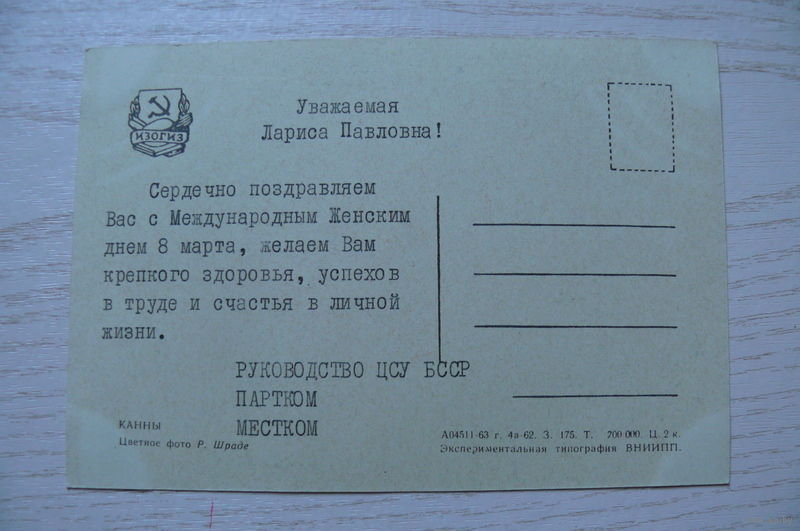 ИЗОГИЗ
Уважаемая
Лариса Павловна!
Сердечно поздравляем
Вас с Международным Женским
днем 8 марта, желаем Вам
крепкого здоровья, успехов
в труде и счастья в личной
жизни.
РУКОВОДСТВО ЦСУ БССР
ПАРТКОМ
МЕСТКОМ
КАННЫ
Цветное фото Р. Шраде
А04511-63 г. 4а-62. З. 175. Т. 200 000. Ц. 2 к.
Экспериментальная типография ВНИИПП.